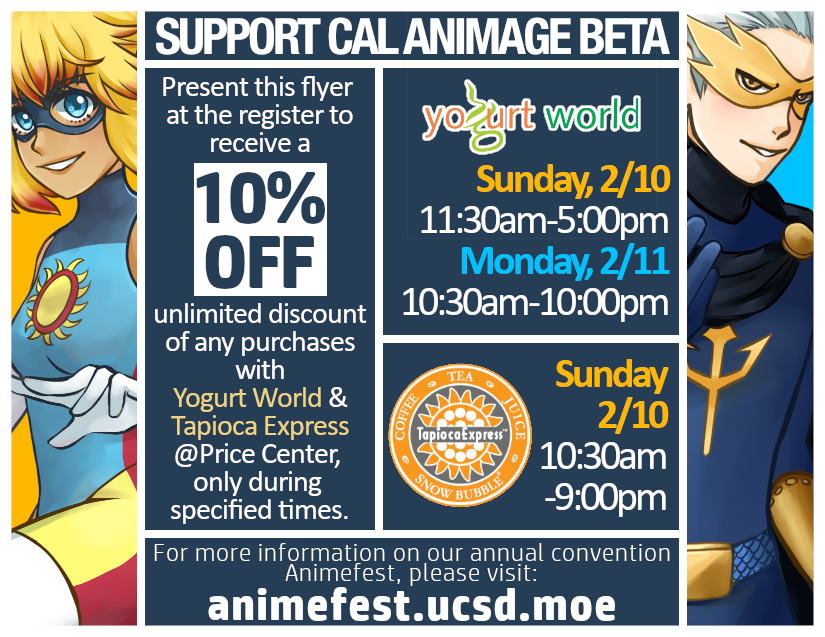 SUPPORT CAL ANIMAGE BETA
Present this flyer
at the register to
receive a
10%
OFF
unlimited discount
of any purchases
with
Yogurt World &
Tapioca Express
@Price Center,
only during
specified times.
yogurt world
Sunday, 2/10
11:30am-5:00pm
Monday, 2/11
10:30am-10:00pm
COFFEE TEA JUICE
TapiocaExpress™
SNOW BUBBLE®
Sunday
2/10
10:30am
-9:00pm
For more information on our annual convention
Animefest, please visit:
animefest.ucsd.moe